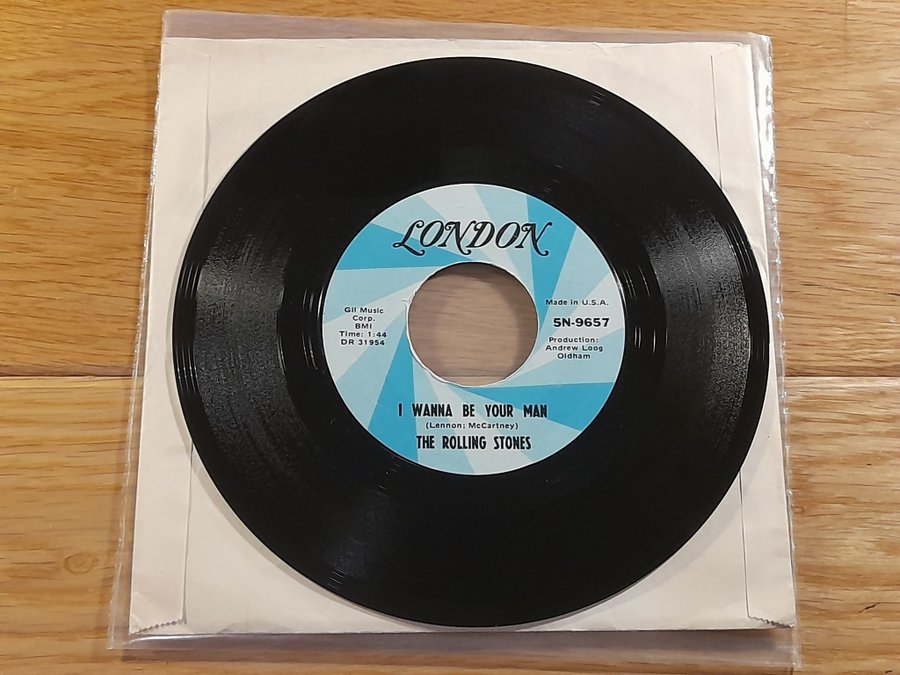 LONDON
Gil Music
Corp.
BMI
Time: 1:44
DR 31954
Made in U.S.A.
5N-9657
Production:
Andrew Loog
Oldham
I WANNA BE YOUR MAN
(Lennon; McCartney)
THE ROLLING STONES